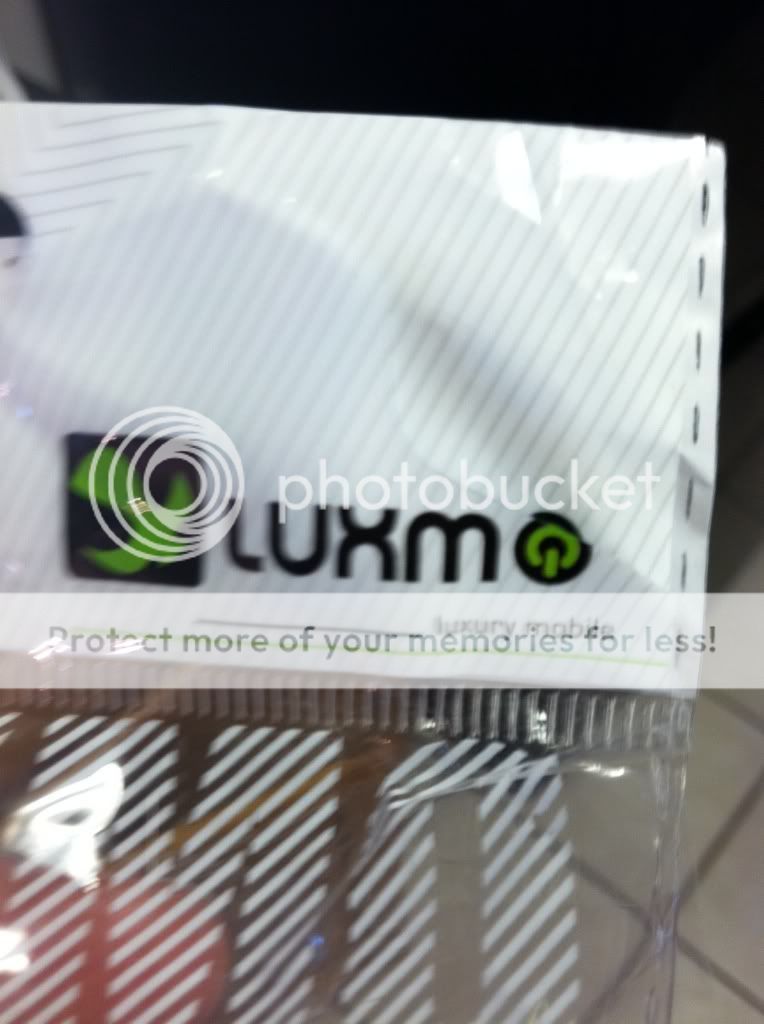 photobucket
LUXMO
luxury mobile
Protect more of your memories for less!